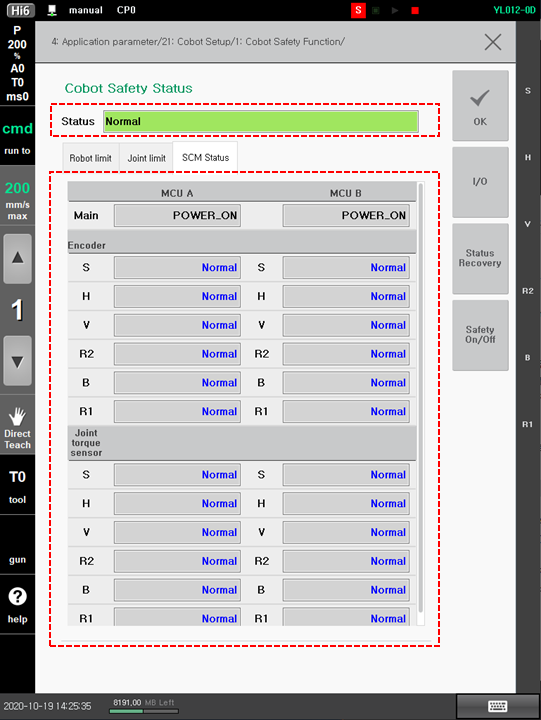 Hi6 manual CP0 S YL012-0D
P
200
%
A0
T0
ms0
cmd
run to
200
mm/s
max
1
Direct
Teach
T0
tool
gun
help
4: Application parameter/21: Cobot Setup/1: Cobot Safety Function/
Cobot Safety Status
Status Normal
Robot limit Joint limit SCM Status
MCU A MCU B
Main POWER_ON POWER_ON
Encoder
S Normal S Normal
H Normal H Normal
V Normal V Normal
R2 Normal R2 Normal
B Normal B Normal
R1 Normal R1 Normal
Joint
torque
sensor
S Normal S Normal
H Normal H Normal
V Normal V Normal
R2 Normal R2 Normal
B Normal B Normal
R1 Normal R1 Normal
OK
I/O
Status
Recovery
Safety
On/Off
S
H
V
R2
B
R1
2020-10-19 14:25:35 8191,00 MB Left